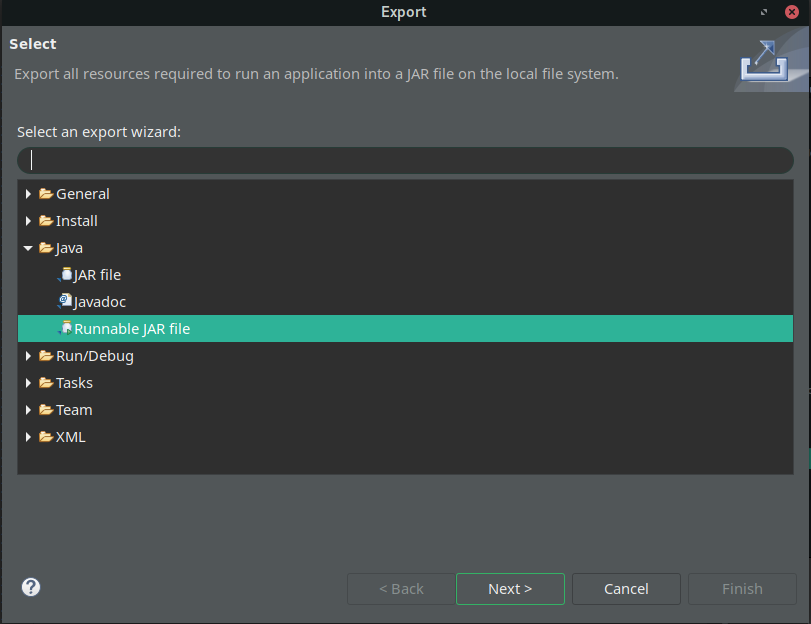 Export
Select
Export all resources required to run an application into a JAR file on the local file system.
Select an export wizard:
General
Install
Java
JAR file
Javadoc
Runnable JAR file
Run/Debug
Tasks
Team
XML
?
< Back Next > Cancel Finish